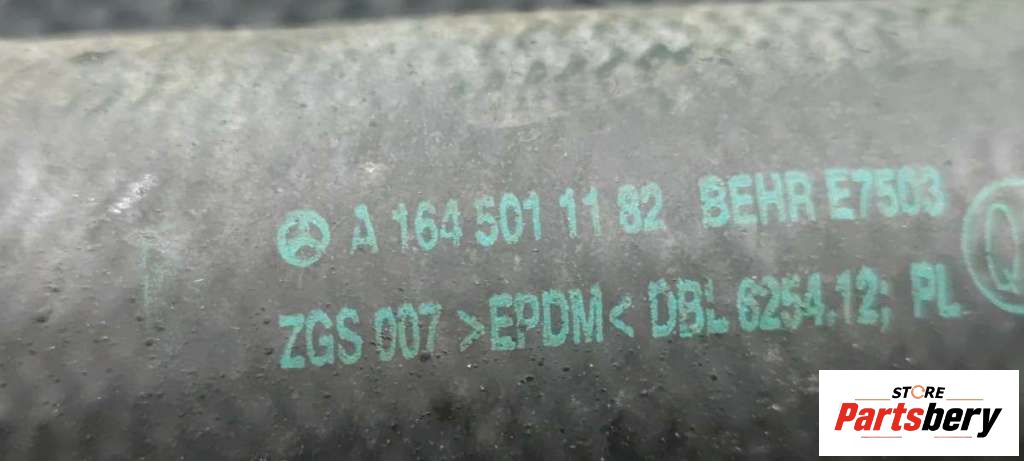 A 164 501 11 82 BEHR E7503
ZGS 007 >EPDM< DBL 6254.12; PL
Q
STORE
Partsbery